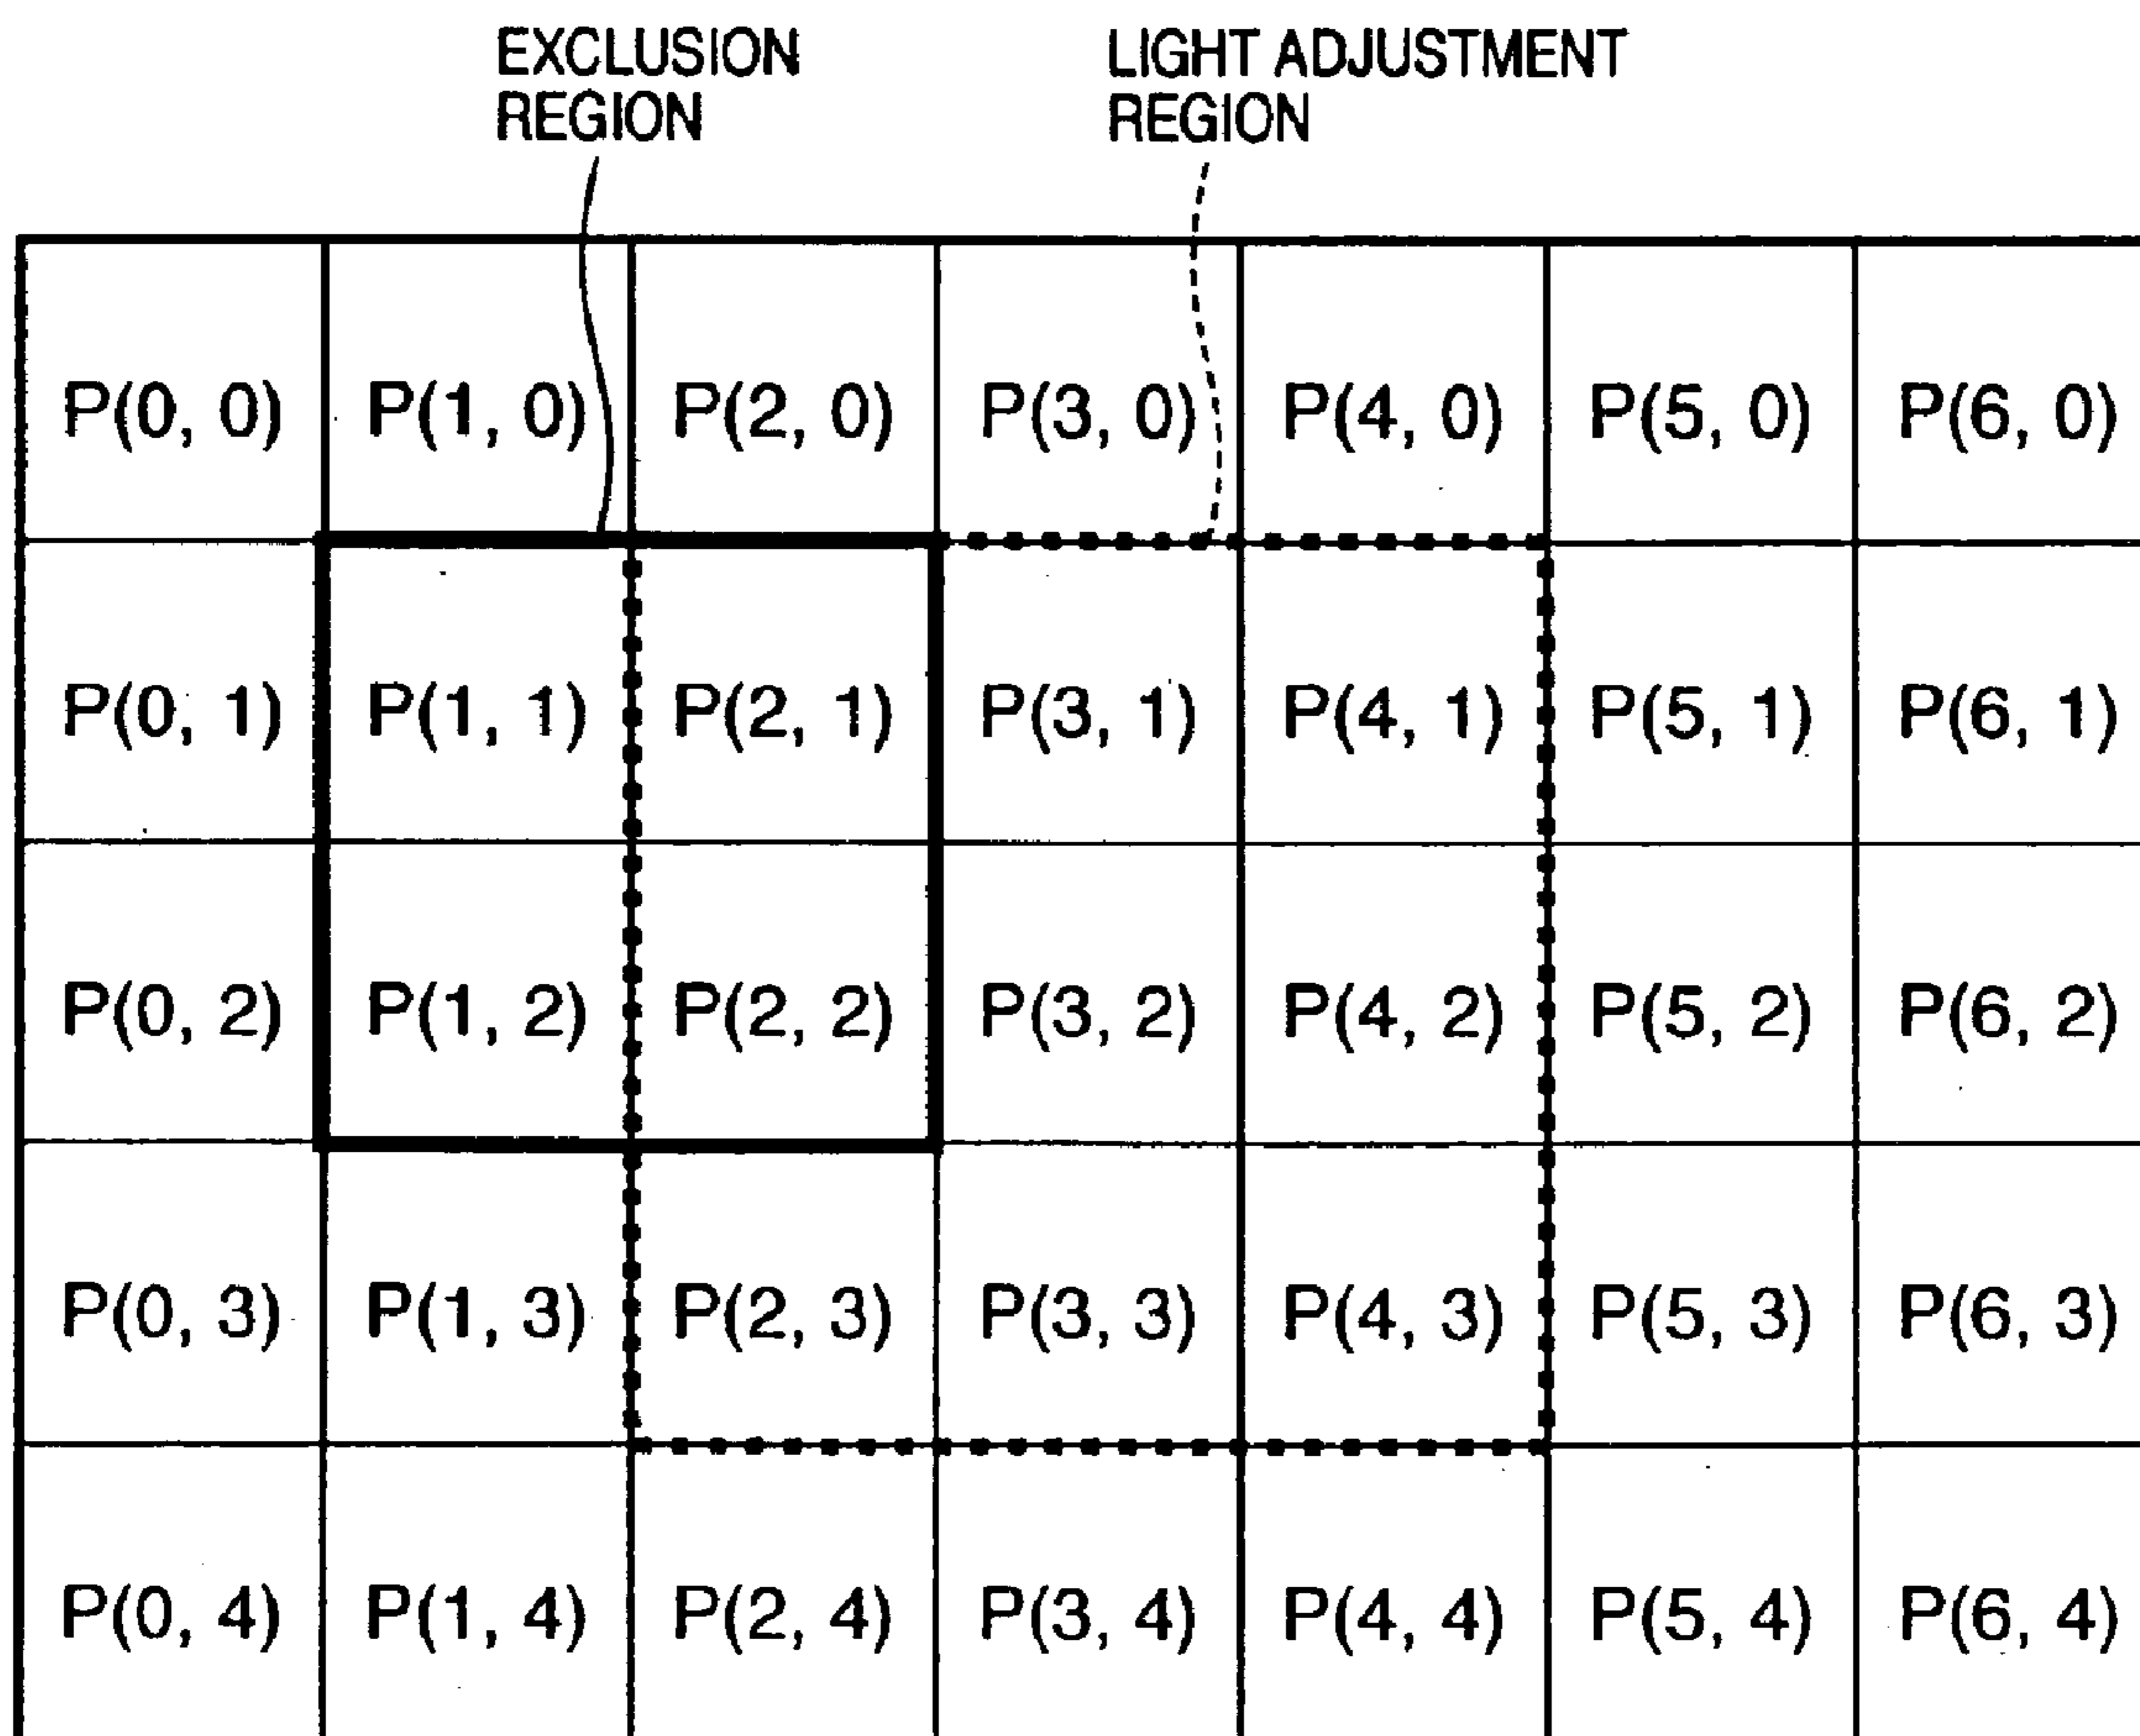 EXCLUSION
REGION
LIGHT ADJUSTMENT
REGION
P(0, 0) P(1, 0) P(2, 0) P(3, 0) P(4, 0) P(5, 0) P(6, 0)
P(0, 1) P(1, 1) P(2, 1) P(3, 1) P(4, 1) P(5, 1) P(6, 1)
P(0, 2) P(1, 2) P(2, 2) P(3, 2) P(4, 2) P(5, 2) P(6, 2)
P(0, 3) P(1, 3) P(2, 3) P(3, 3) P(4, 3) P(5, 3) P(6, 3)
P(0, 4) P(1, 4) P(2, 4) P(3, 4) P(4, 4) P(5, 4) P(6, 4)